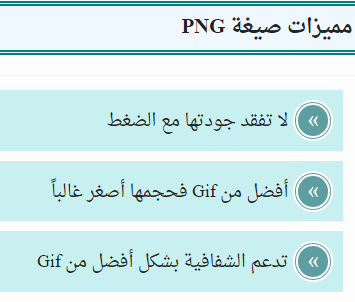 مميزات صيغة PNG
« لا تفقد جودتها مع الضغط
« أفضل من Gif فحجمها أصغر غالباً
« تدعم الشفافية بشكل أفضل من Gif